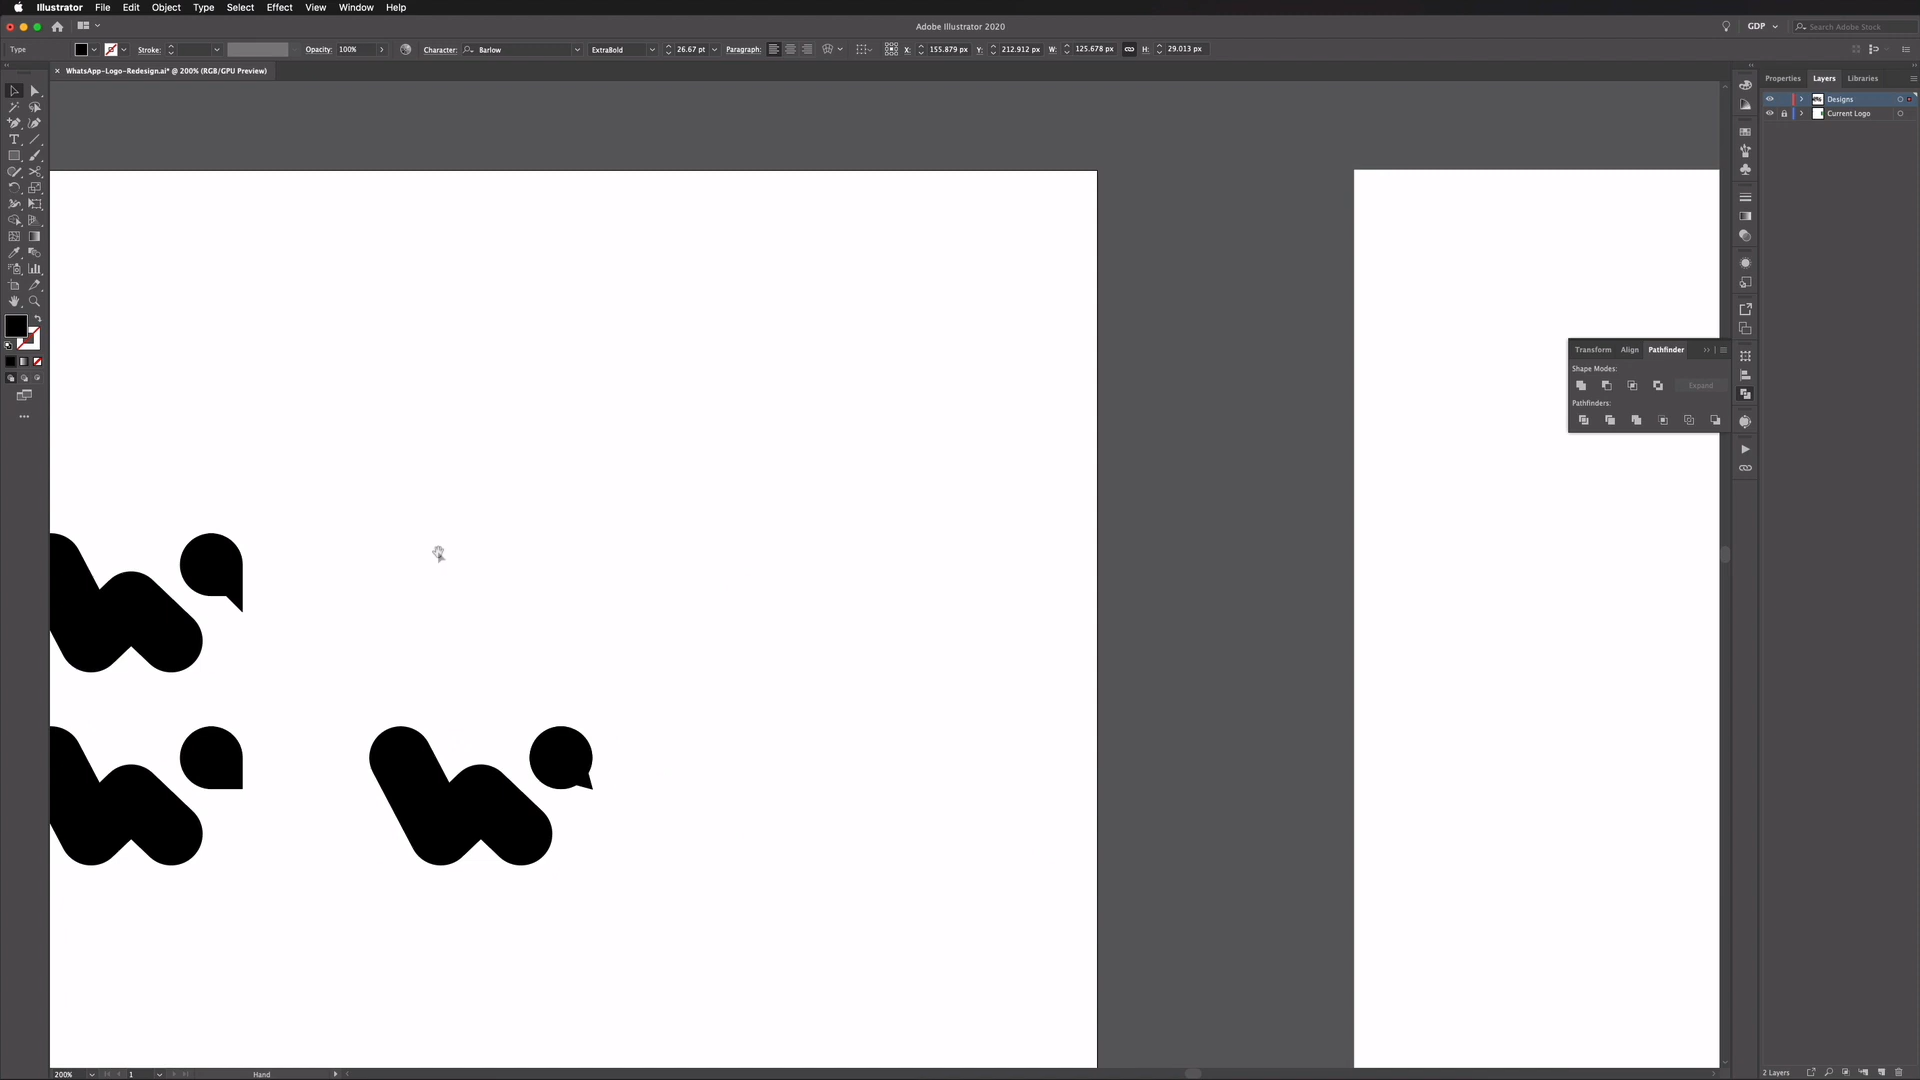 Illustrator File Edit Object Type Select Effect View Window Help
Adobe Illustrator 2020
GDP
Search Adobe Stock
Type Stroke: Opacity: 100% Character: Barlow ExtraBold 26.67 pt Paragraph: X: 155.879 px Y: 212.912 px W: 125.678 px H: 29.013 px
× WhatsApp-Logo-Redesign.ai* @ 200% (RGB/GPU Preview)
Properties Layers Libraries
Designs
Current Logo
Transform Align Pathfinder
Shape Modes:
Expand
Pathfinders:
200% 1 Hand
2 Layers